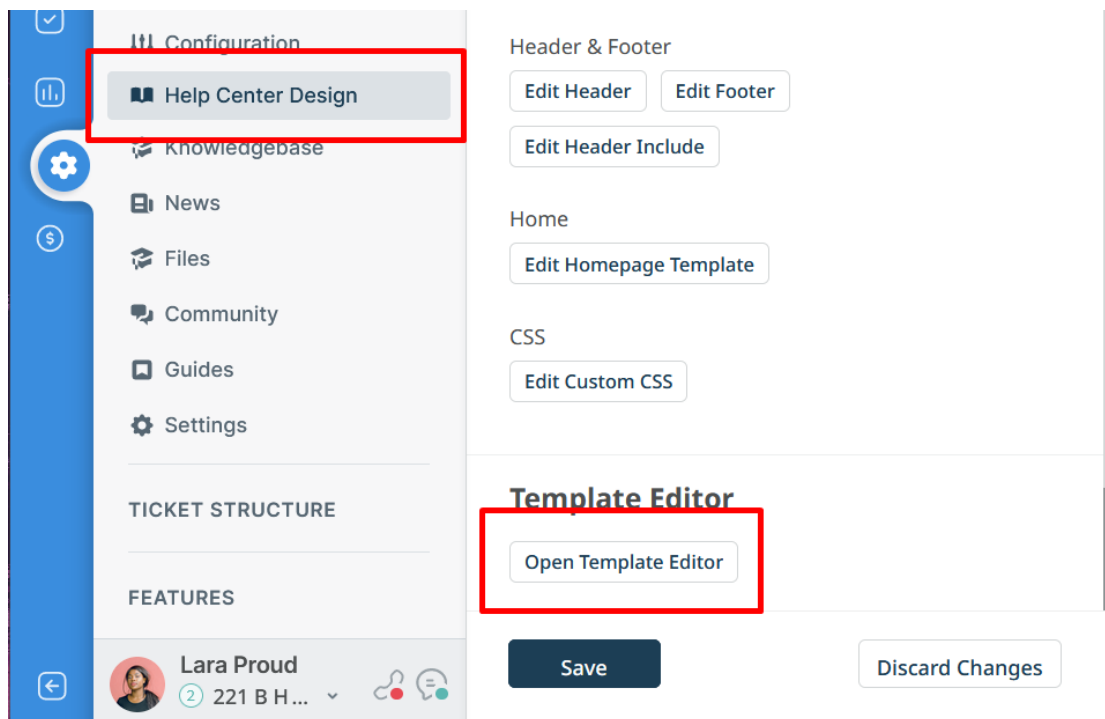 Configuration
Help Center Design
Knowledgebase
News
Files
Community
Guides
Settings
TICKET STRUCTURE
FEATURES
Lara Proud
2 221 B H...
Header & Footer
Edit Header
Edit Footer
Edit Header Include
Home
Edit Homepage Template
CSS
Edit Custom CSS
Template Editor
Open Template Editor
Save
Discard Changes